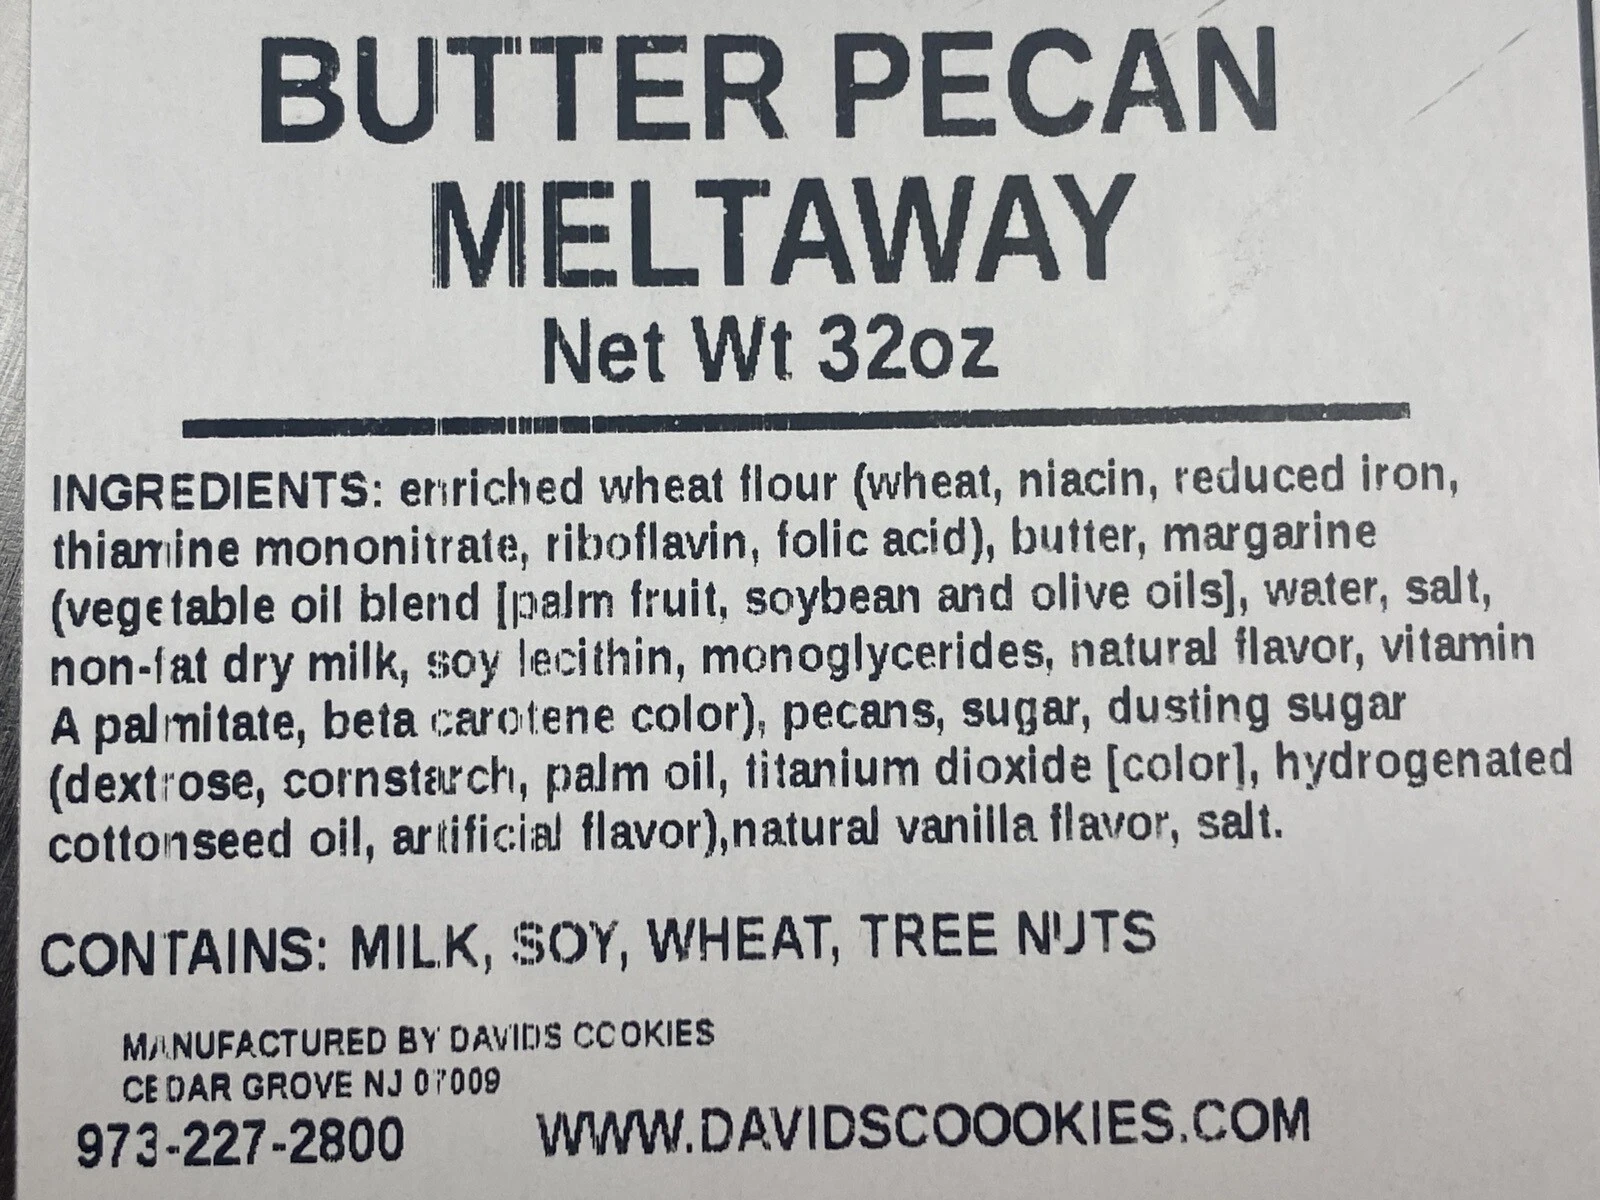 BUTTER PECAN
MELTAWAY
Net Wt 32oz
INGREDIENTS: enriched wheat flour (wheat, niacin, reduced iron,
thiamine mononitrate, riboflavin, folic acid), butter, margarine
(vegetable oil blend [palm fruit, soybean and olive oils], water, salt,
non-fat dry milk, soy lecithin, monoglycerides, natural flavor, vitamin
A palmitate, beta carotene color), pecans, sugar, dusting sugar
(dextrose, cornstarch, palm oil, titanium dioxide [color], hydrogenated
cottonseed oil, artificial flavor),natural vanilla flavor, salt.
CONTAINS: MILK, SOY, WHEAT, TREE NUTS
MANUFACTURED BY DAVIDS COOKIES
CEDAR GROVE NJ 07009
973-227-2800 WWW.DAVIDSCOOOKIES.COM